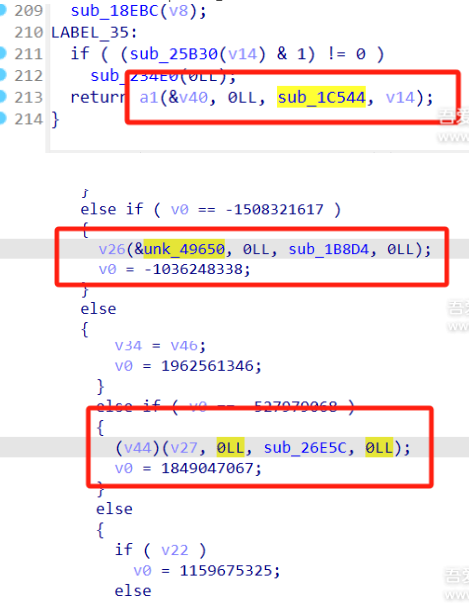 209 sub_18EBC(v8);
210 LABEL_35:
211 if ( (sub_25B30(v14) & 1) != 0 )
212 sub_234E0(0LL);
213 return a1(&v40, 0LL, sub_1C544, v14);
214 }
}
else if ( v0 == -1508321617 )
{
v26(&unk_49650, 0LL, sub_1B8D4, 0LL);
v0 = -1036248338;
}
else
{
v34 = v46;
v0 = 1962561346;
}
else if ( v0 == -527979068 )
{
(v44)(v27, 0LL, sub_26E5C, 0LL);
v0 = 1849047067;
}
else
{
if ( v22 )
v0 = 1159675325;
else